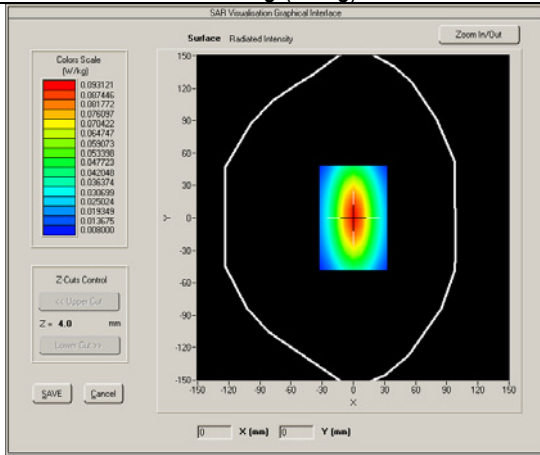 SAR Visualisation Graphical Interface
Surface Radiated Intensity
Zoom In/Out
Colors Scale
(W/kg)
0.093121
0.087446
0.081772
0.076097
0.070422
0.064747
0.059073
0.053398
0.047723
0.042048
0.036374
0.030699
0.025024
0.019349
0.013675
0.008000
Z-Cuts Control
<< Upper Cut
Z = 4.0 mm
Lower Cut >>
SAVE Cancel
150
120
90
60
30
0
-30
-60
-90
-120
-150
Y
-150 -120 -90 -60 -30 0 30 60 90 120 150
X
0 X (mm) 0 Y (mm)